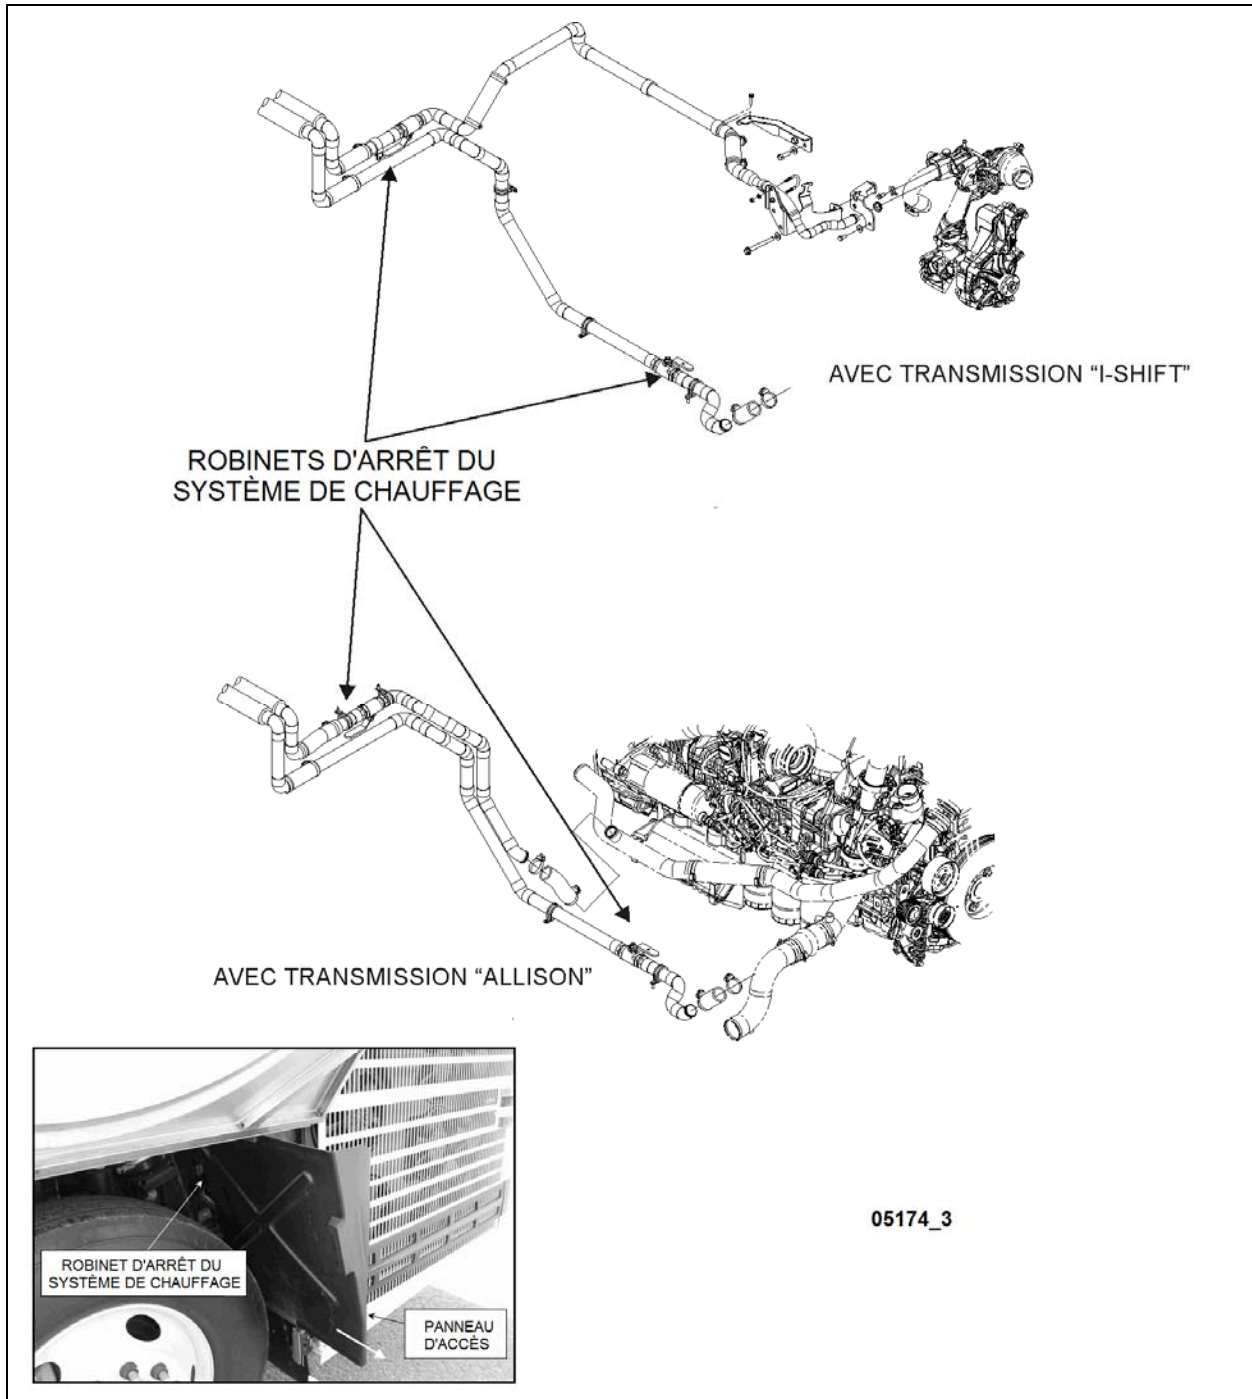 AVEC TRANSMISSION “I-SHIFT”
ROBINETS D'ARRÊT DU
SYSTÈME DE CHAUFFAGE
AVEC TRANSMISSION “ALLISON”
05174_3
ROBINET D'ARRÊT DU
SYSTÈME DE CHAUFFAGE
PANNEAU
D'ACCÈS